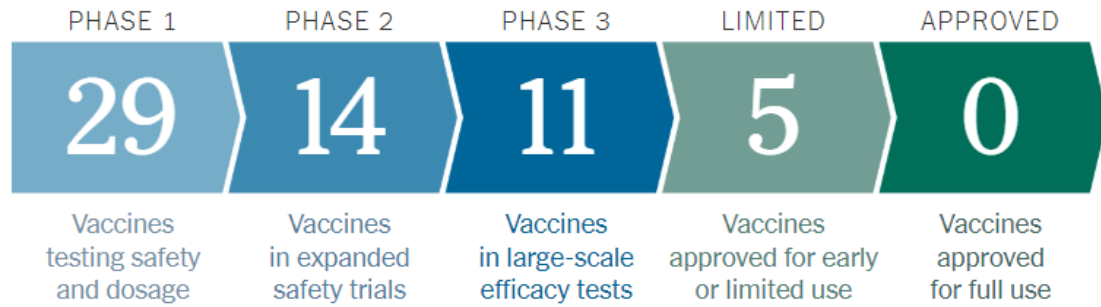 PHASE 1
PHASE 2
PHASE 3
LIMITED
APPROVED
29
14
11
5
0
Vaccines
testing safety
and dosage
Vaccines
in expanded
safety trials
Vaccines
in large-scale
efficacy tests
Vaccines
approved for early
or limited use
Vaccines
approved
for full use